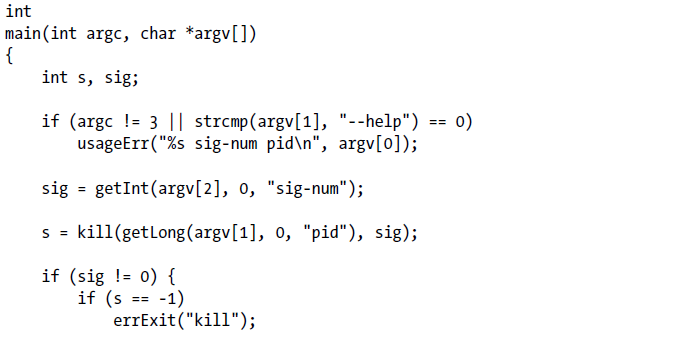 int
main(int argc, char *argv[])
{
    int s, sig;

    if (argc != 3 || strcmp(argv[1], "--help") == 0)
        usageErr("%s sig-num pid\n", argv[0]);

    sig = getInt(argv[2], 0, "sig-num");

    s = kill(getLong(argv[1], 0, "pid"), sig);

    if (sig != 0) {
        if (s == -1)
            errExit("kill");